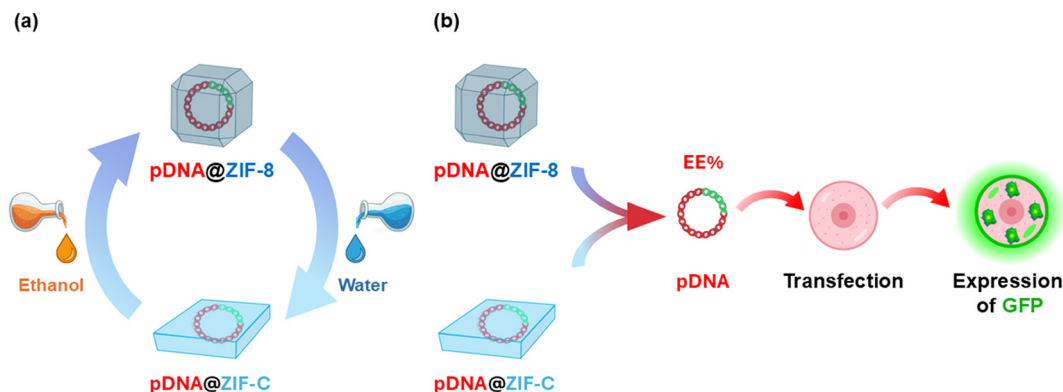 (a)
pDNA@ZIF-8
Ethanol
Water
pDNA@ZIF-C
(b)
pDNA@ZIF-8
EE%
pDNA
Transfection
Expression
of GFP
pDNA@ZIF-C